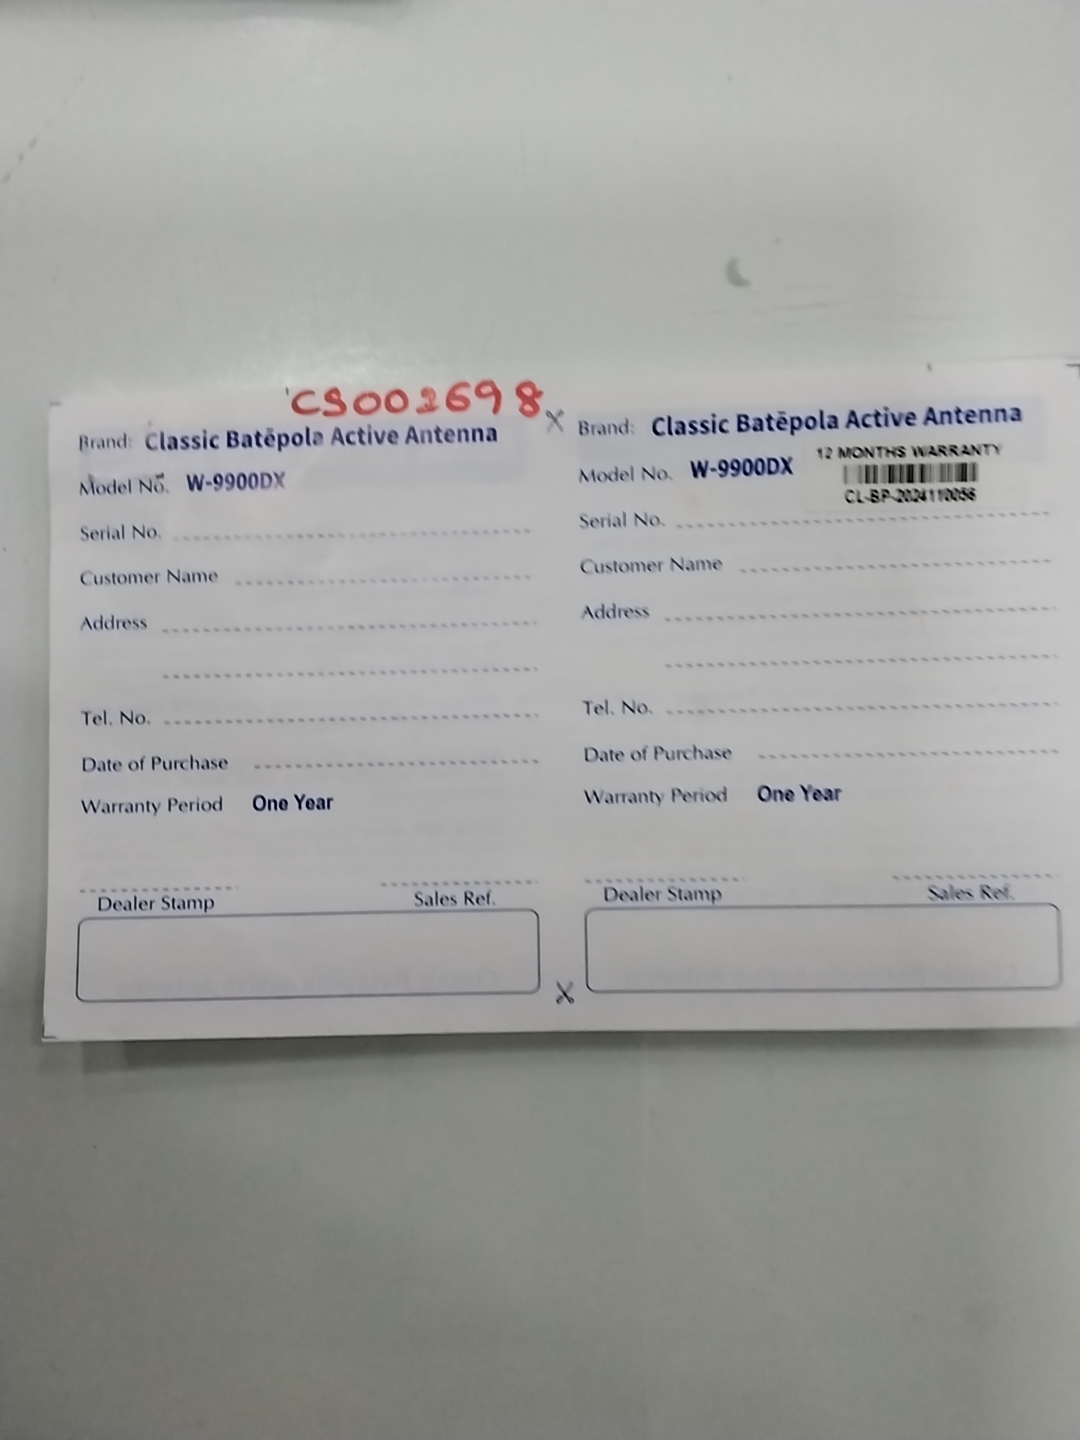 CS001698
Brand: Classic Batēpola Active Antenna
Model No. W-9900DX
Serial No.
Customer Name
Address
Tel. No.
Date of Purchase
Warranty Period One Year
Dealer Stamp Sales Ref.
Brand: Classic Batēpola Active Antenna
Model No. W-9900DX
12 MONTHS WARRANTY
CL-BP-2024110056
Serial No.
Customer Name
Address
Tel. No.
Date of Purchase
Warranty Period One Year
Dealer Stamp Sales Ref.